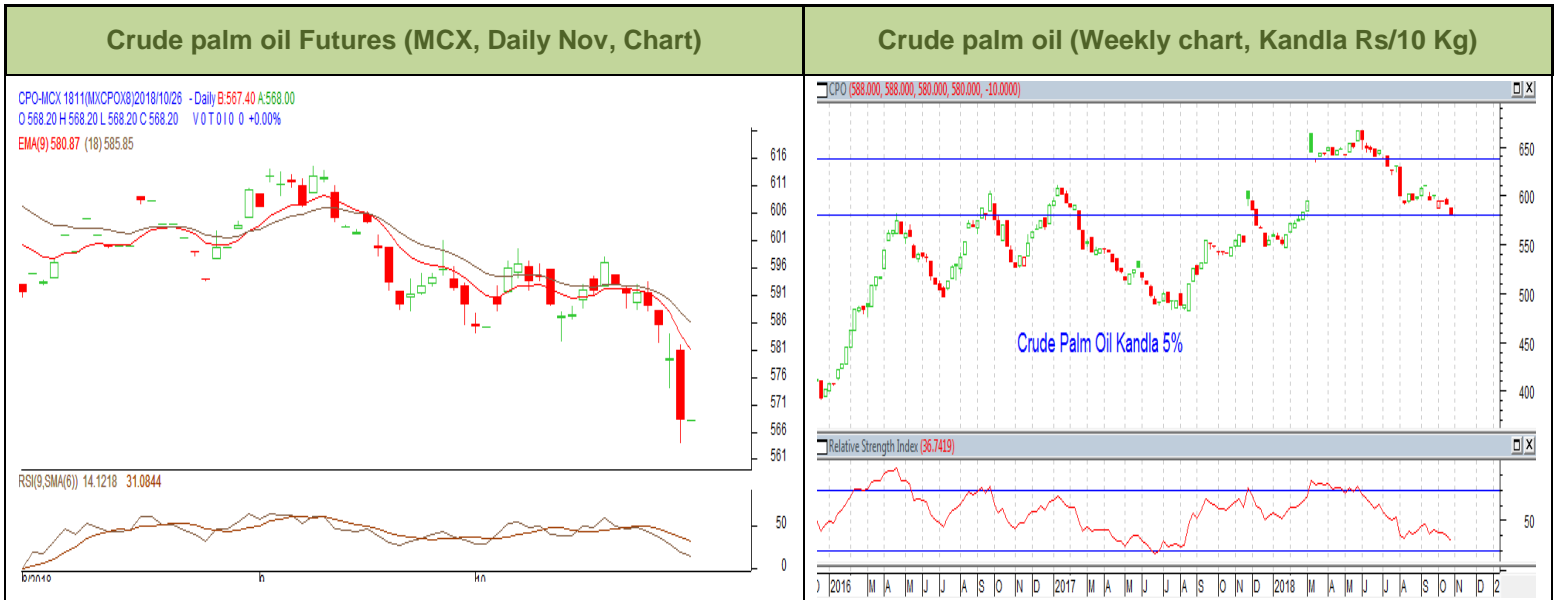 Crude palm oil Futures (MCX, Daily Nov, Chart)
CPO-MCX 1811(MXCPOX8)2018/10/26 - Daily B:567.40 A:568.00
O 568.20 H 568.20 L 568.20 C 568.20 V 0 T 0 I 0 0 +0.00%
EMA(9) 580.87 (18) 585.85
616
611
606
601
596
591
586
581
576
571
566
561
RSI(9,SMA(6)) 14.1218 31.0844
50
0
Crude palm oil (Weekly chart, Kandla Rs/10 Kg)
CPO (588.000, 588.000, 580.000, 580.000, -10.0000)
650
600
550
500
450
400
Crude Palm Oil Kandla 5%
Relative Strength Index (36.7419)
50
2016 M A M J J A S O N D 2017 M A M J J A S O N D 2018 M A M J J A S O N D 2